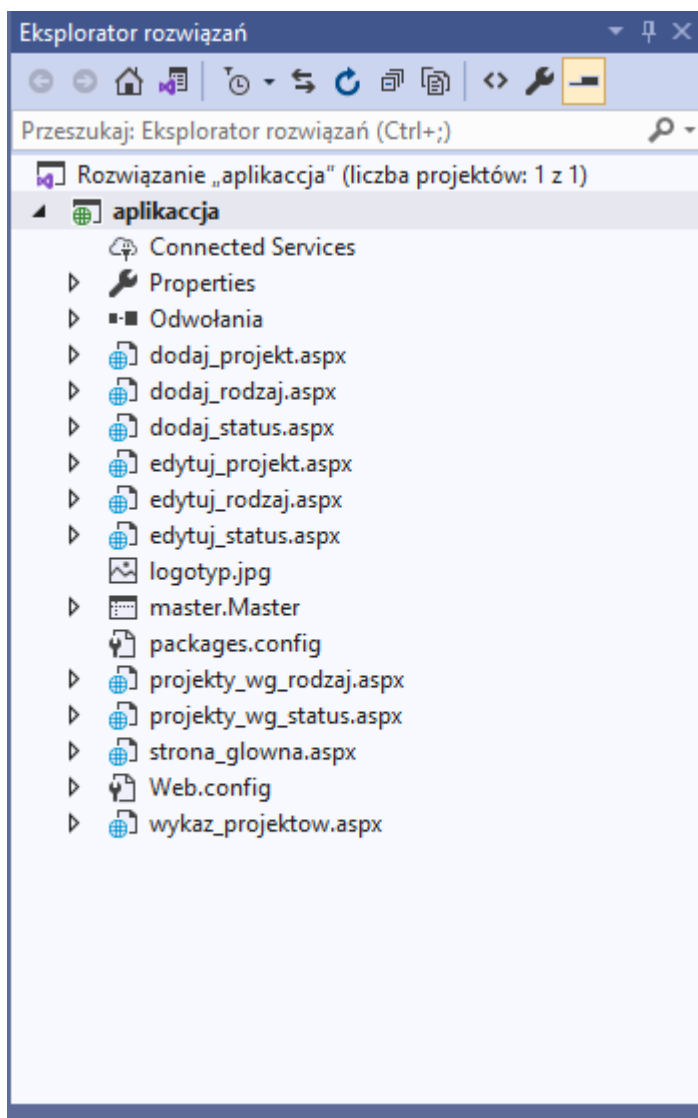 Eksplorator rozwiązań
Przeszukaj: Eksplorator rozwiązań (Ctrl+;)
Rozwiązanie „aplikaccja” (liczba projektów: 1 z 1)
aplikaccja
Connected Services
Properties
Odwołania
dodaj_projekt.aspx
dodaj_rodzaj.aspx
dodaj_status.aspx
edytuj_projekt.aspx
edytuj_rodzaj.aspx
edytuj_status.aspx
logotyp.jpg
master.Master
packages.config
projekty_wg_rodzaj.aspx
projekty_wg_status.aspx
strona_glowna.aspx
Web.config
wykaz_projektow.aspx